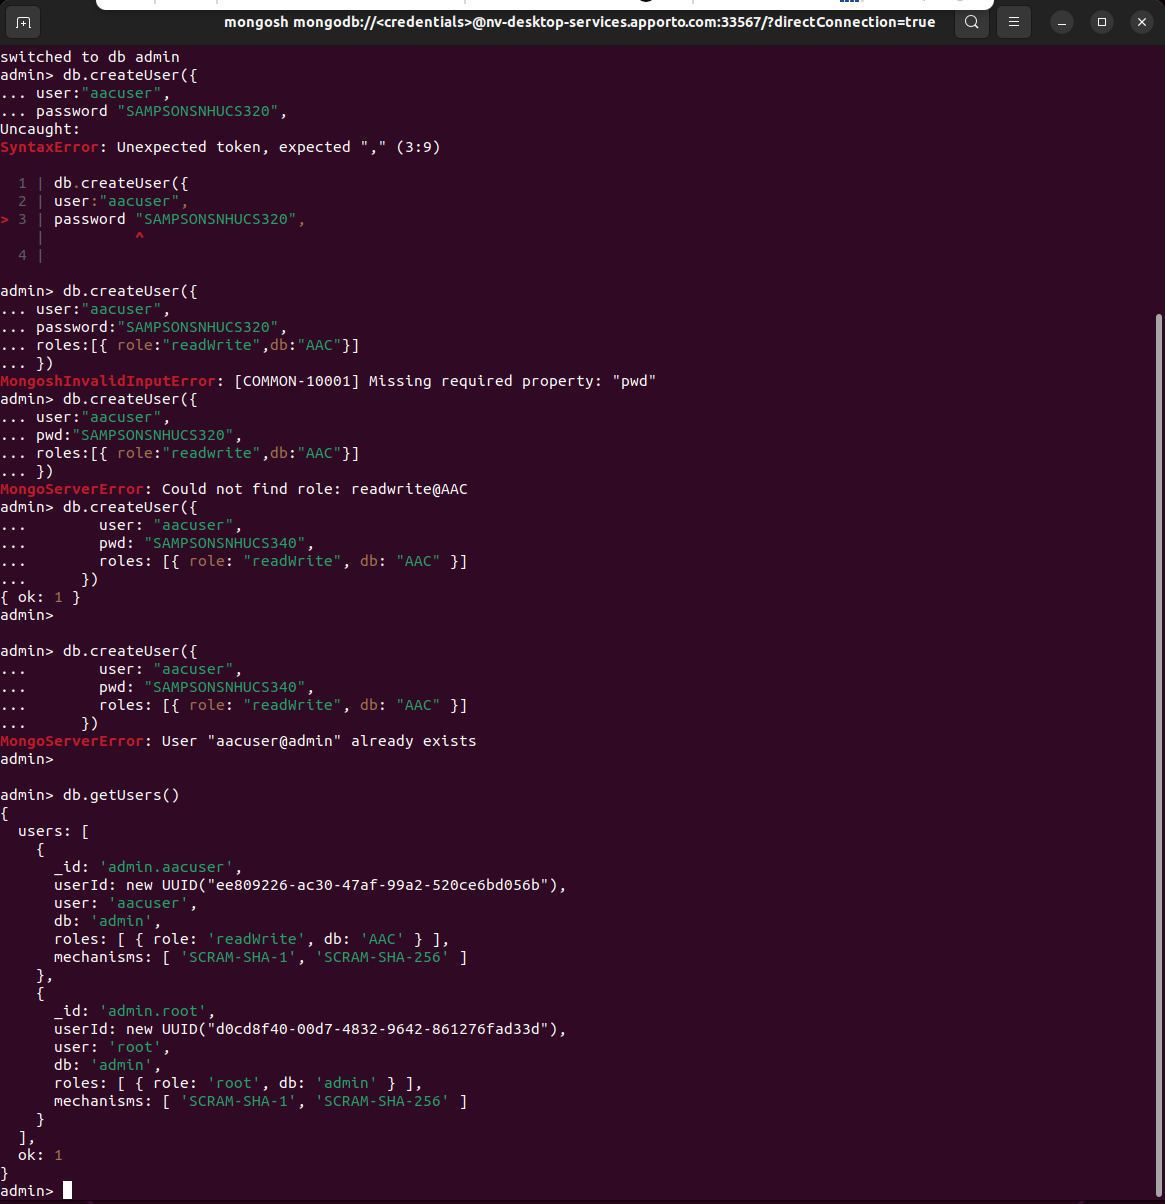 mongosh mongodb://<credentials>@nv-desktop-services.apporto.com:33567/?directConnection=true
switched to db admin
admin> db.createUser({
... user:"aacuser",
... password "SAMPSONSNHUCS320",
Uncaught:
SyntaxError: Unexpected token, expected "," (3:9)
  1 | db.createUser({
  2 | user:"aacuser",
> 3 | password "SAMPSONSNHUCS320",
    |          ^
  4 |
admin> db.createUser({
... user:"aacuser",
... password:"SAMPSONSNHUCS320",
... roles:[{ role:"readWrite",db:"AAC"}]
... })
MongoshInvalidInputError: [COMMON-10001] Missing required property: "pwd"
admin> db.createUser({
... user:"aacuser",
... pwd:"SAMPSONSNHUCS320",
... roles:[{ role:"readwrite",db:"AAC"}]
... })
MongoServerError: Could not find role: readwrite@AAC
admin> db.createUser({
...        user: "aacuser",
...        pwd: "SAMPSONSNHUCS340",
...        roles: [{ role: "readWrite", db: "AAC" }]
...      })
{ ok: 1 }
admin>
admin> db.createUser({
...        user: "aacuser",
...        pwd: "SAMPSONSNHUCS340",
...        roles: [{ role: "readWrite", db: "AAC" }]
...      })
MongoServerError: User "aacuser@admin" already exists
admin>
admin> db.getUsers()
{
  users: [
    {
      _id: 'admin.aacuser',
      userId: new UUID("ee809226-ac30-47af-99a2-520ce6bd056b"),
      user: 'aacuser',
      db: 'admin',
      roles: [ { role: 'readWrite', db: 'AAC' } ],
      mechanisms: [ 'SCRAM-SHA-1', 'SCRAM-SHA-256' ]
    },
    {
      _id: 'admin.root',
      userId: new UUID("d0cd8f40-00d7-4832-9642-861276fad33d"),
      user: 'root',
      db: 'admin',
      roles: [ { role: 'root', db: 'admin' } ],
      mechanisms: [ 'SCRAM-SHA-1', 'SCRAM-SHA-256' ]
    }
  ],
  ok: 1
}
admin>